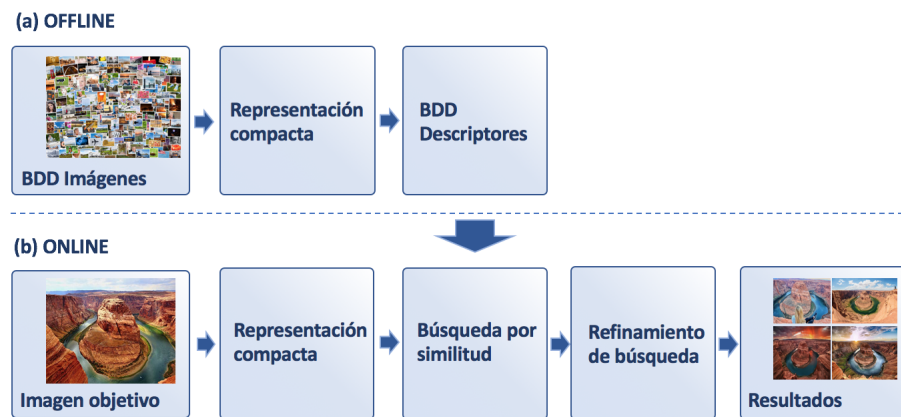 (a) OFFLINE
BDD Imágenes
Representación
compacta
BDD
Descriptores
(b) ONLINE
Imagen objetivo
Representación
compacta
Búsqueda por
similitud
Refinamiento
de búsqueda
Resultados